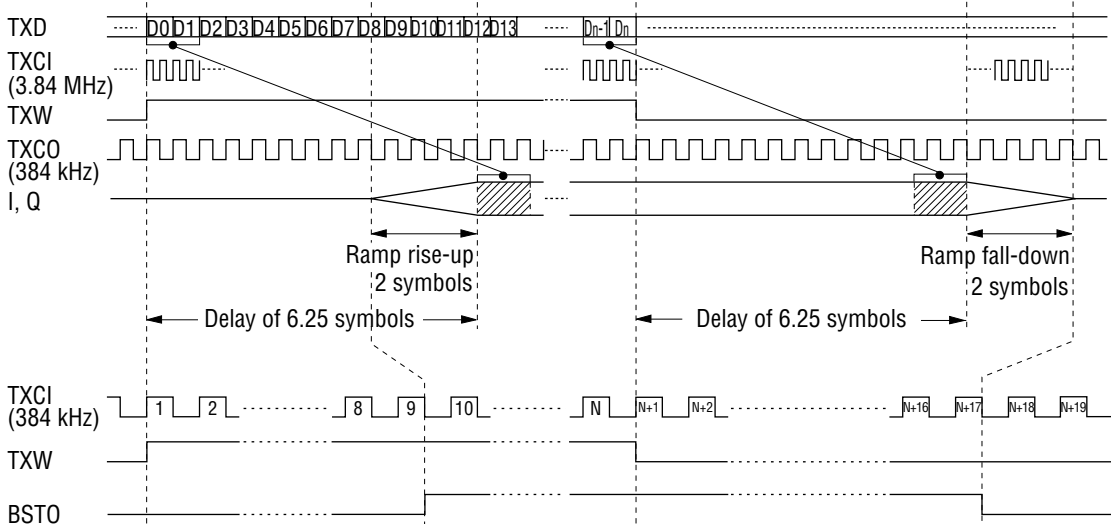 TXD D0 D1 D2 D3 D4 D5 D6 D7 D8 D9 D10 D11 D12 D13 Dn-1 Dn
TXCI
(3.84 MHz)
TXW
TXCO
(384 kHz)
I, Q
Ramp rise-up
2 symbols
Ramp fall-down
2 symbols
Delay of 6.25 symbols Delay of 6.25 symbols
TXCI
(384 kHz)
1 2 8 9 10 N N+1 N+2 N+16 N+17 N+18 N+19
TXW
BSTO